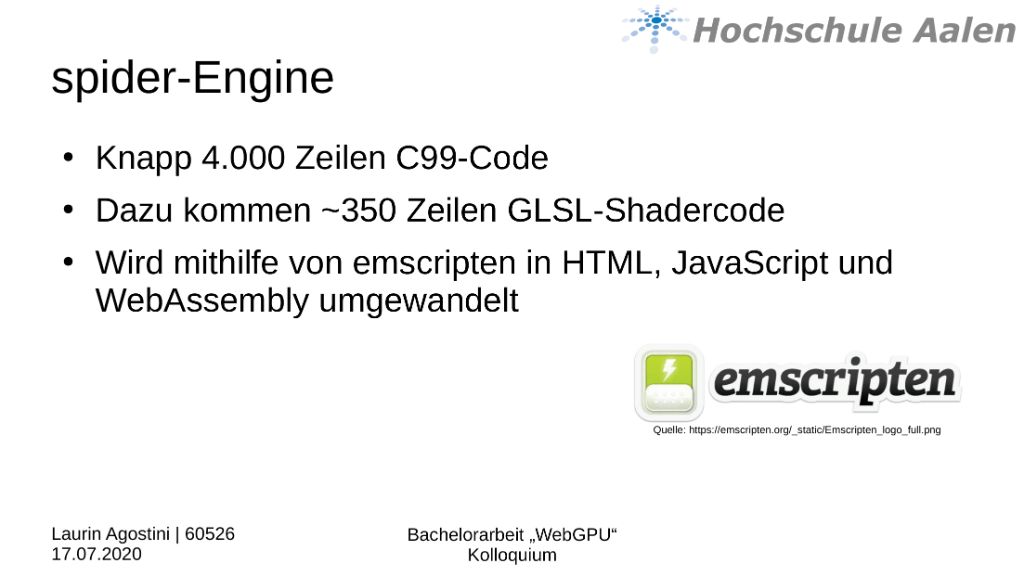 Hochschule Aalen
spider-Engine
• Knapp 4.000 Zeilen C99-Code
• Dazu kommen ~350 Zeilen GLSL-Shadercode
• Wird mithilfe von emscripten in HTML, JavaScript und
WebAssembly umgewandelt
emscripten
Quelle: https://emscripten.org/_static/Emscripten_logo_full.png
Laurin Agostini | 60526
17.07.2020
Bachelorarbeit „WebGPU“
Kolloquium